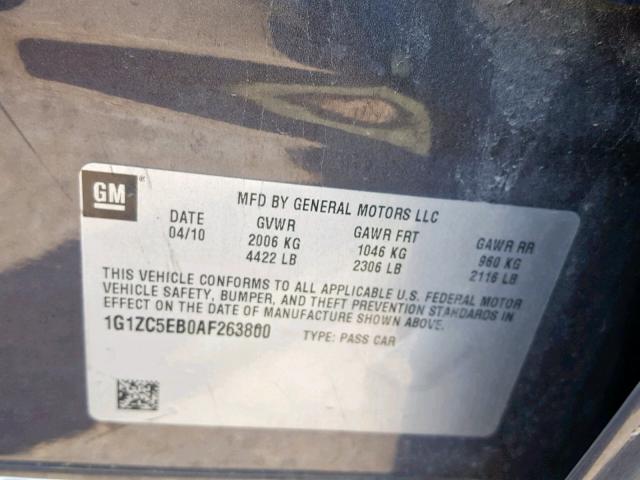 GM
MFD BY GENERAL MOTORS LLC
DATE GVWR GAWR FRT GAWR RR
04/10 2006 KG 1046 KG 960 KG
4422 LB 2306 LB 2116 LB
THIS VEHICLE CONFORMS TO ALL APPLICABLE U.S. FEDERAL MOTOR
VEHICLE SAFETY, BUMPER, AND THEFT PREVENTION STANDARDS IN
EFFECT ON THE DATE OF MANUFACTURE SHOWN ABOVE.
1G1ZC5EB0AF263800 TYPE: PASS CAR